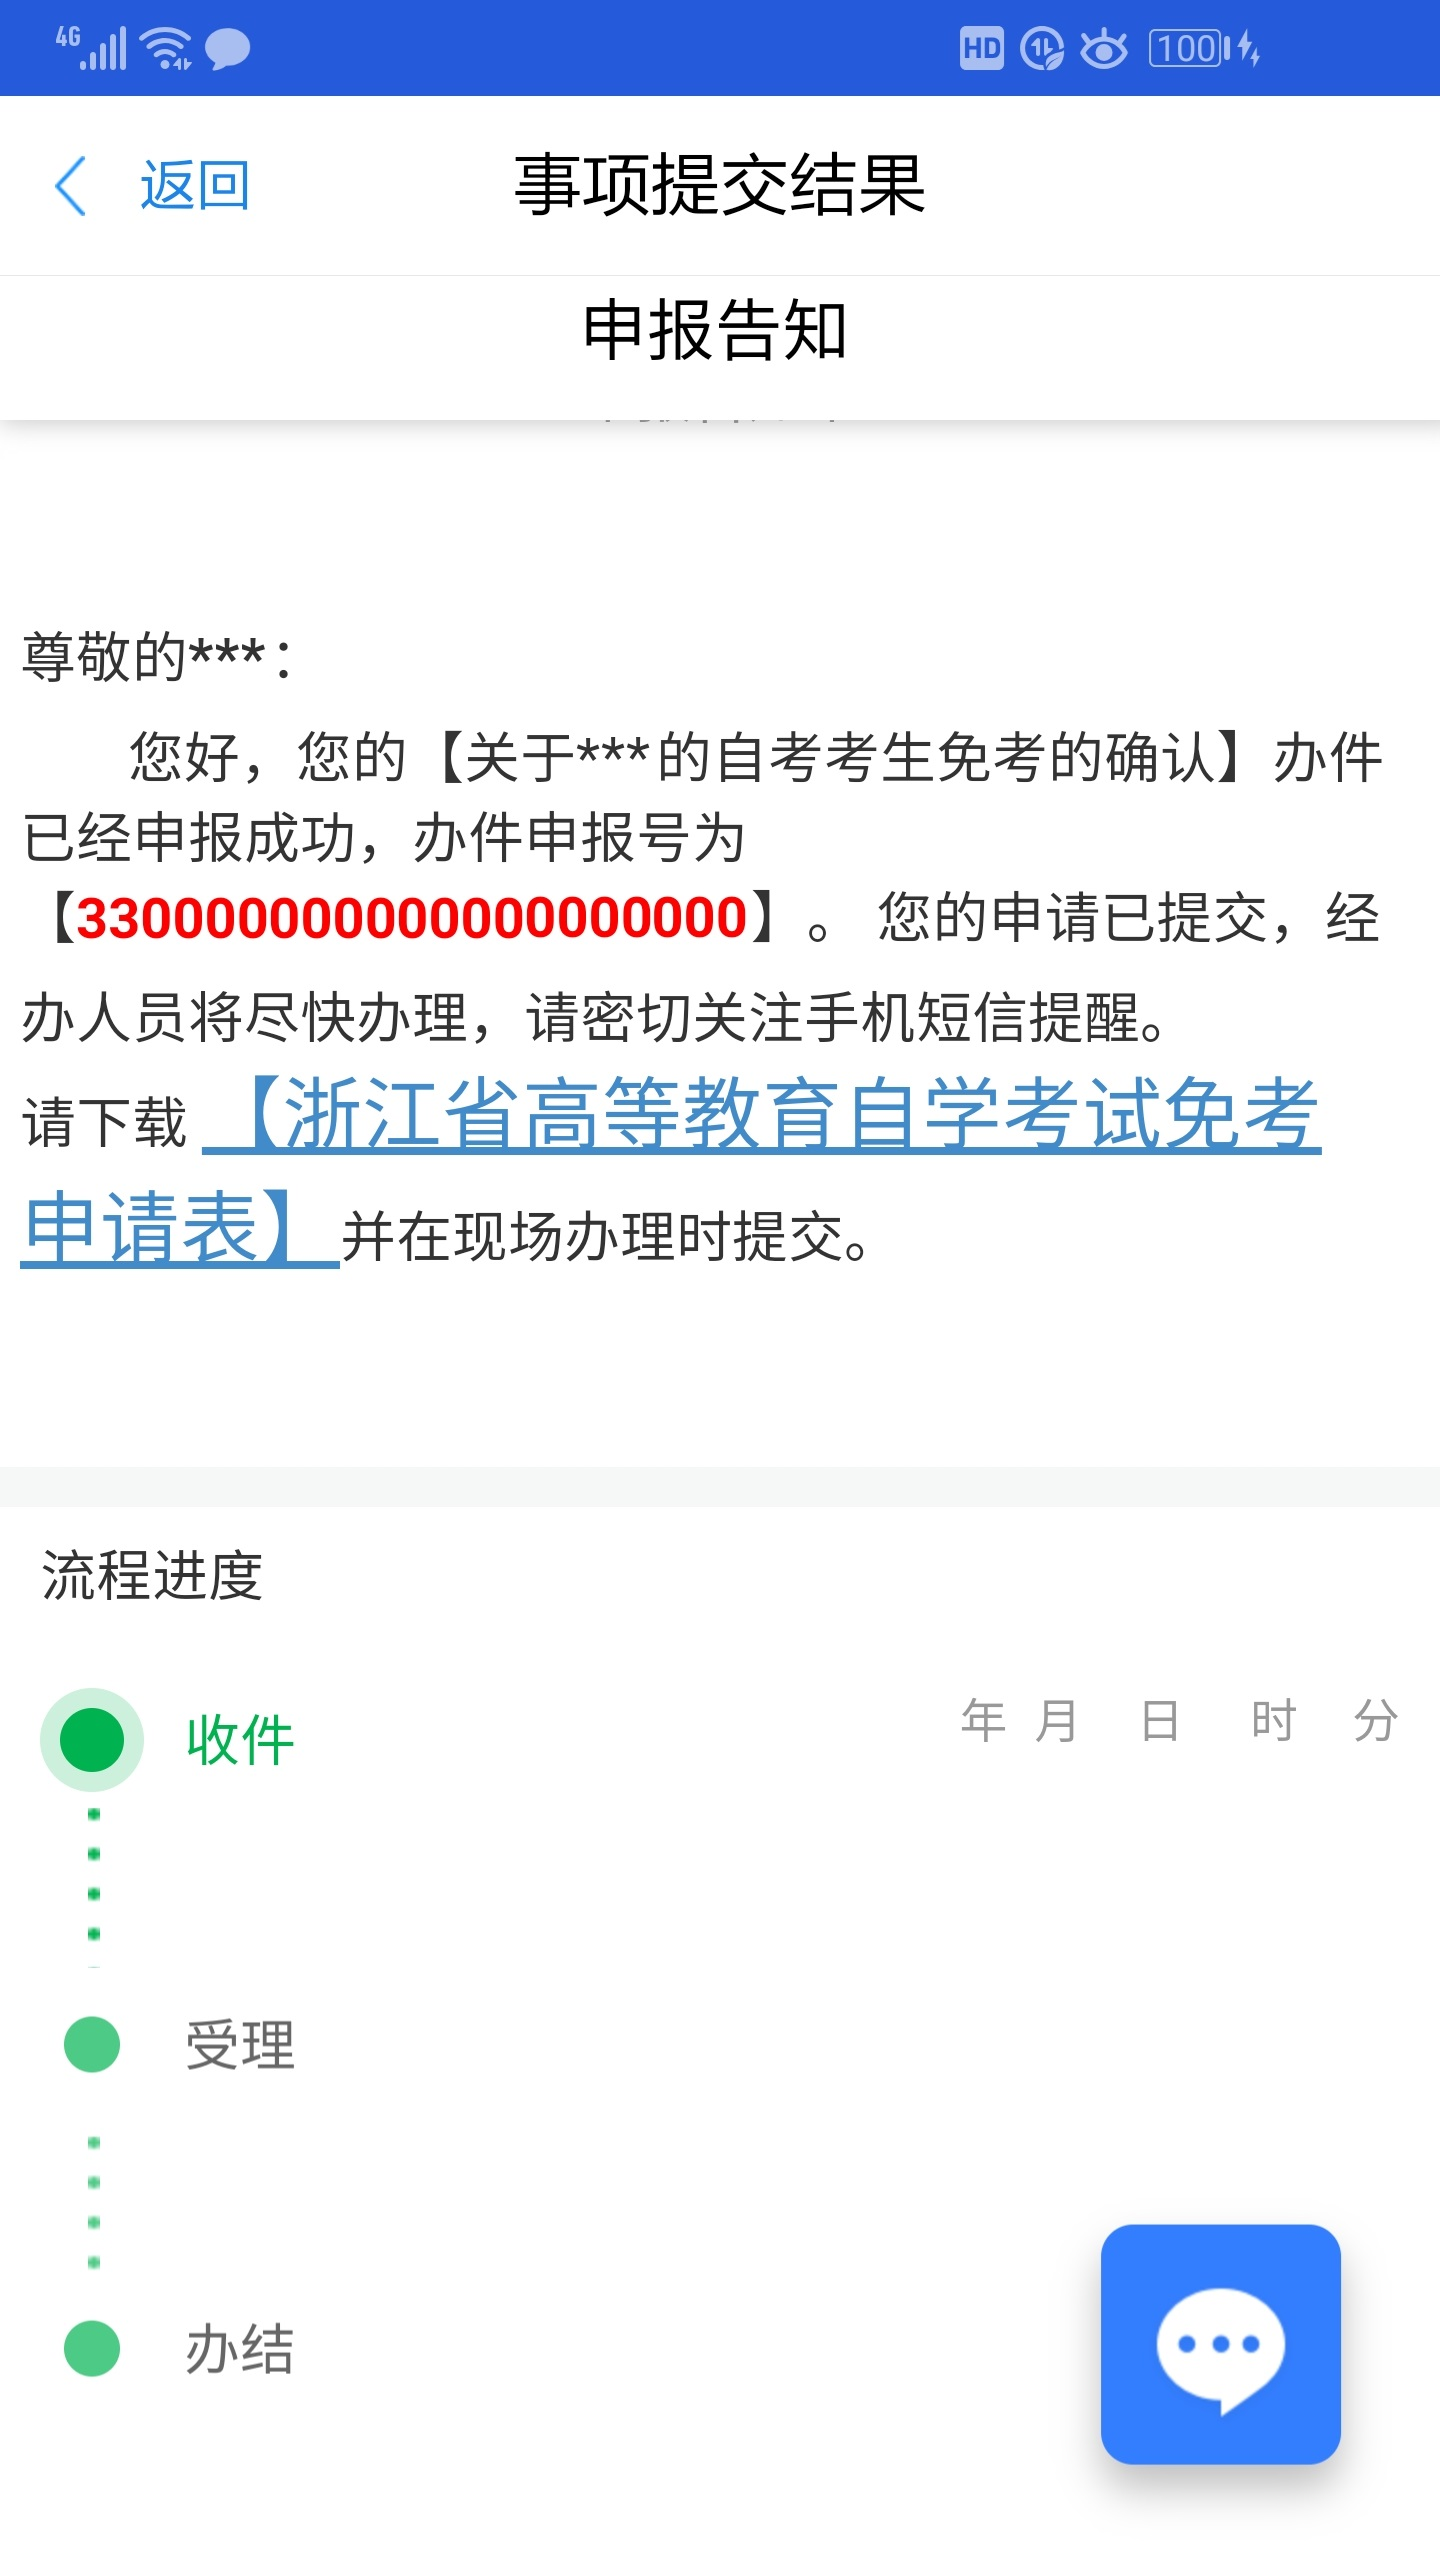 4G HD 100
返回 事项提交结果
申报告知
尊敬的***：
您好，您的【关于***的自考考生免考的确认】办件
已经申报成功，办件申报号为
【330000000000000000000】。 您的申请已提交，经
办人员将尽快办理，请密切关注手机短信提醒。
请下载 【浙江省高等教育自学考试免考
申请表】 并在现场办理时提交。
流程进度
收件 年 月 日 时 分
受理
办结